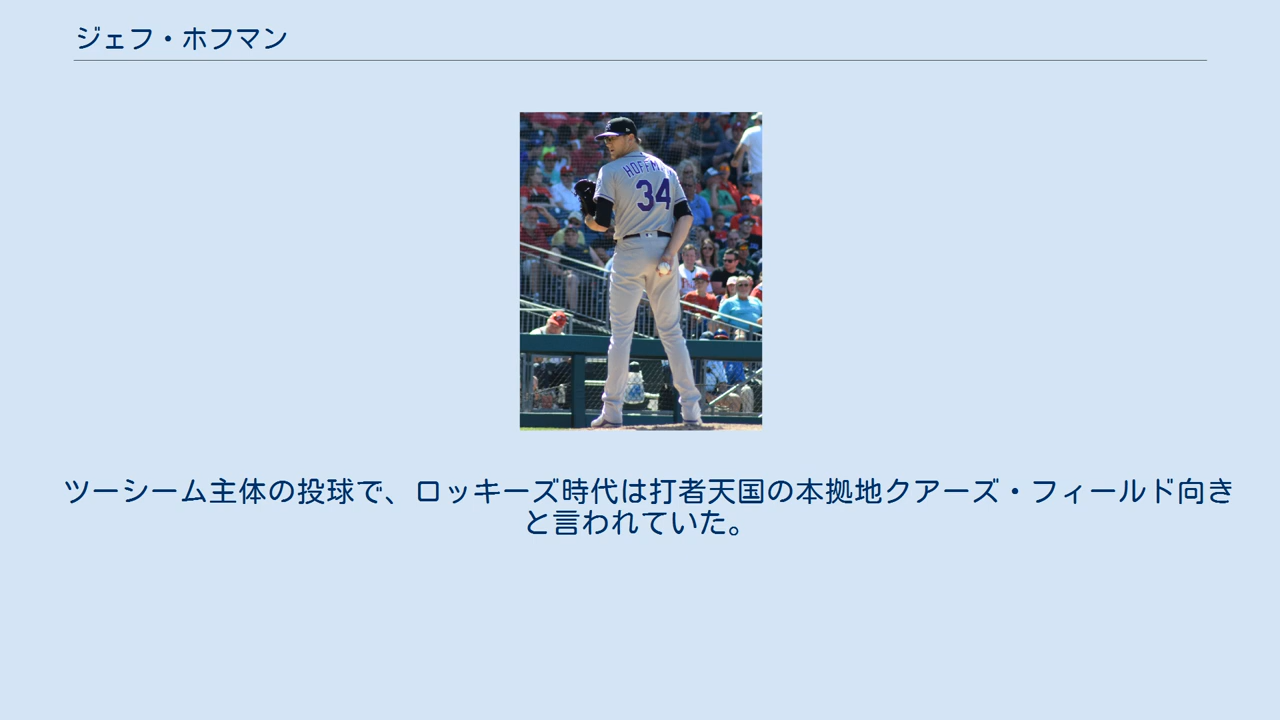 ジェフ・ホフマン
HOFFM
34
ツーシーム主体の投球で、ロッキーズ時代は打者天国の本拠地クアーズ・フィールド向き
と言われていた。